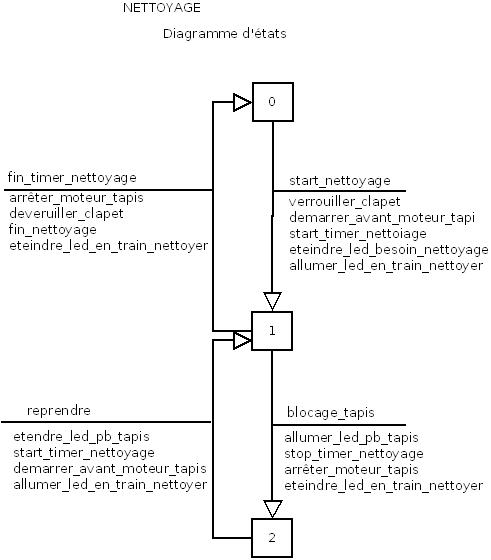 NETTOYAGE
Diagramme d'états
0
fin_timer_nettoyage
arrêter_moteur_tapis
deveruiller_clapet
fin_nettoyage
eteindre_led_en_train_nettoyer
start_nettoyage
verrouiller_clapet
demarrer_avant_moteur_tapi
start_timer_nettoiage
eteindre_led_besoin_nettoyage
allumer_led_en_train_nettoyer
1
reprendre
etendre_led_pb_tapis
start_timer_nettoyage
demarrer_avant_moteur_tapis
allumer_led_en_train_nettoyer
blocage_tapis
allumer_led_pb_tapis
stop_timer_nettoyage
arrêter_moteur_tapis
eteindre_led_en_train_nettoyer
2